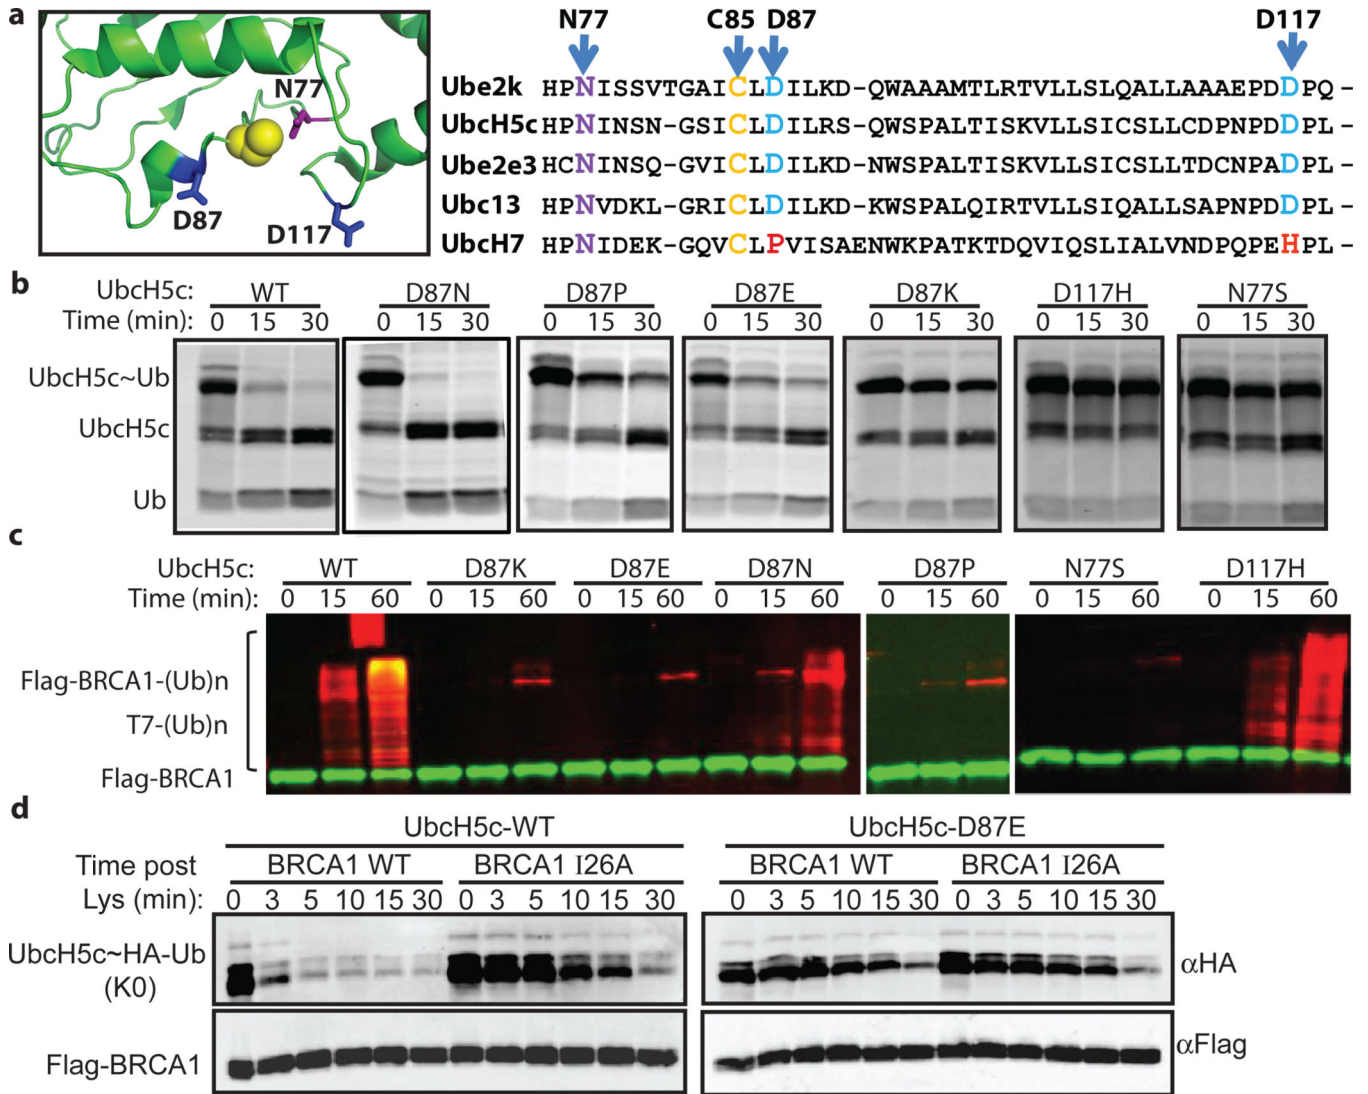 a
N77
D87
D117
N77 C85 D87 D117
Ube2k HPNISSVTGAICLDILKD-QWAAAMTLRTVLLSLQALLAAAEPDDPQ-
UbcH5c HPNINSN-GSICLDILRS-QWSPALTISKVLLSICSLLCDPNPDDPL-
Ube2e3 HCNINSQ-GVICLDILKD-NWSPALTISKVLLSICSLLTDCNPADPL-
Ubc13 HPNVDKL-GRICLDILKD-KWSPALQIRTVLLSIQALLSAPNPDDPL-
UbcH7 HPNIDEK-GQVCLPVISAENWKPATKTDQVIQSLIALVNDPQPEHPL-
b
UbcH5c: WT D87N D87P D87E D87K D117H N77S
Time (min): 0 15 30 0 15 30 0 15 30 0 15 30 0 15 30 0 15 30 0 15 30
UbcH5c~Ub
UbcH5c
Ub
c
UbcH5c: WT D87K D87E D87N D87P N77S D117H
Time (min): 0 15 60 0 15 60 0 15 60 0 15 60 0 15 60 0 15 60 0 15 60
Flag-BRCA1-(Ub)n
T7-(Ub)n
Flag-BRCA1
d
UbcH5c-WT UbcH5c-D87E
Time post BRCA1 WT BRCA1 I26A BRCA1 WT BRCA1 I26A
Lys (min): 0 3 5 10 15 30 0 3 5 10 15 30 0 3 5 10 15 30 0 3 5 10 15 30
UbcH5c~HA-Ub
(K0)
αHA
Flag-BRCA1
αFlag